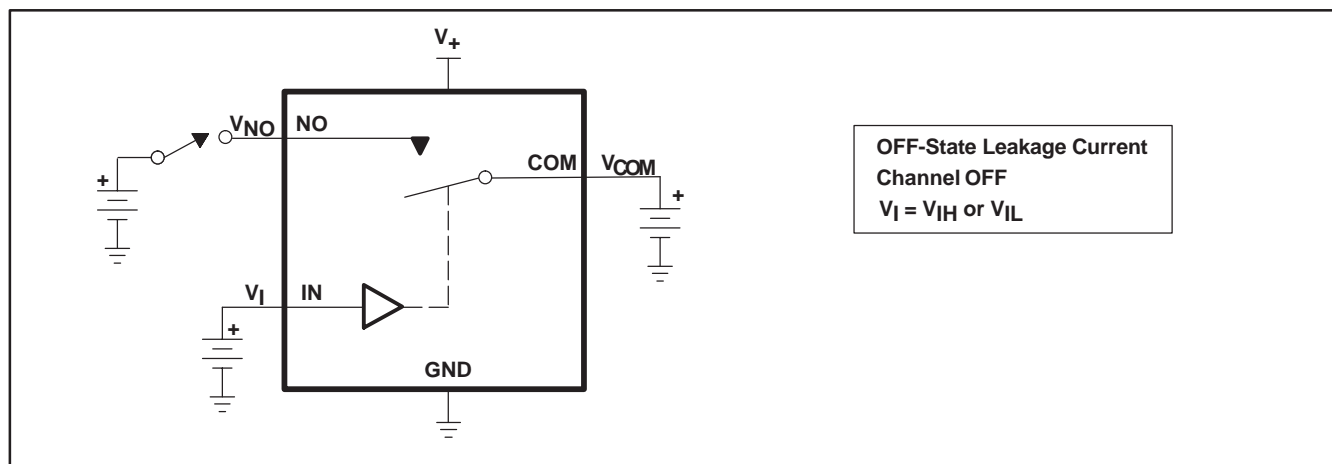 V+
VNO NO
COM VCOM
+
+
VI IN
+
GND
OFF-State Leakage Current
Channel OFF
VI = VIH or VIL